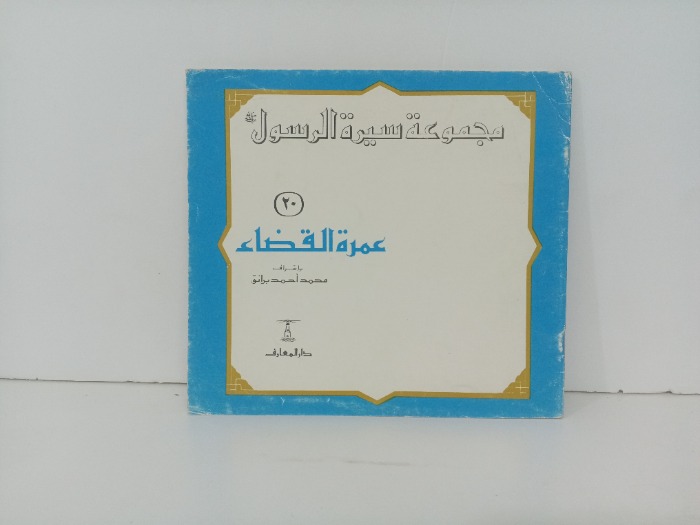 مجموعة سيرة الرسول ﷺ
٢٠
عمرة القضاء
بإشراف
محمد أحمد برانق
دار المعارف